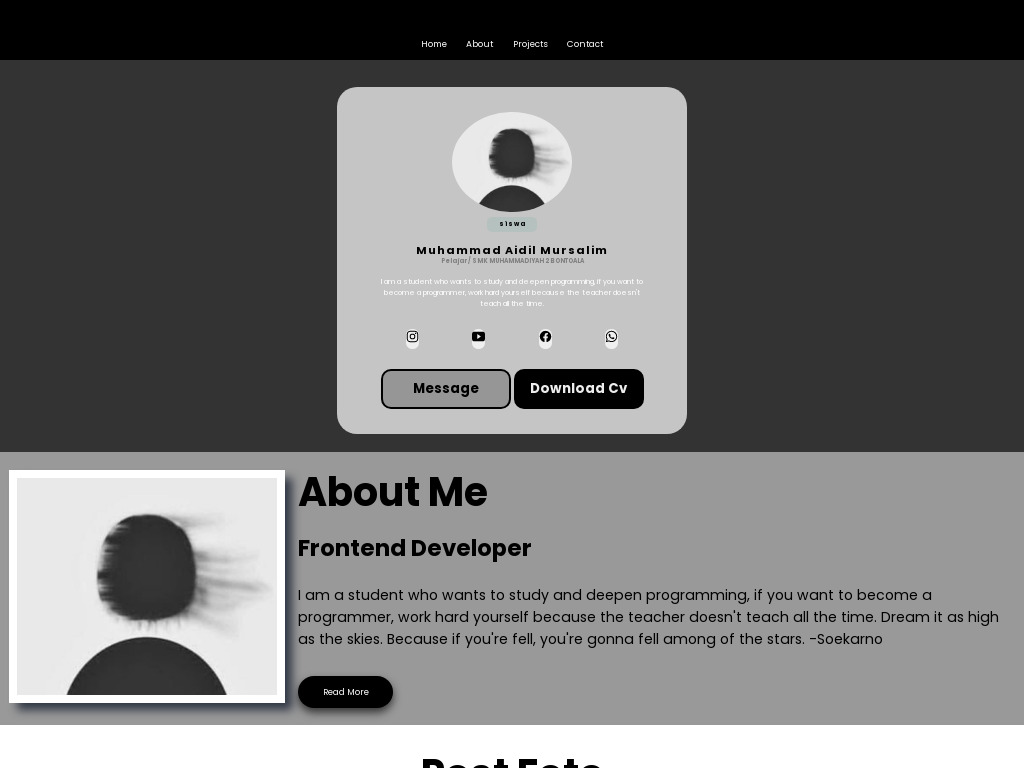 Home About Projects Contact
siswa
Muhammad Aidil Mursalim
Pelajar/ SMK MUHAMMADIYAH 2 BONTOALA
I am a student who wants to study and deepen programming, if you want to
become a programmer, work hard yourself because the teacher doesn't
teach all the time.
Message Download Cv
About Me
Frontend Developer
I am a student who wants to study and deepen programming, if you want to become a
programmer, work hard yourself because the teacher doesn't teach all the time. Dream it as high
as the skies. Because if you're fell, you're gonna fell among of the stars. -Soekarno
Read More
Post Foto